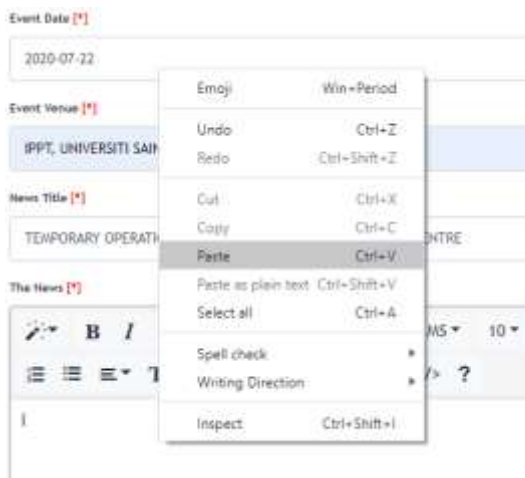 Event Date [*]
2020-07-22
Event Venue [*]
IPPT, UNIVERSITI SAIN
News Title [*]
TEMPORARY OPERATI
NTRE
The News [*]
B I
MS 10
?
Emoji Win+Period
Undo Ctrl+Z
Redo Ctrl+Shift+Z
Cut Ctrl+X
Copy Ctrl+C
Paste Ctrl+V
Paste as plain text Ctrl+Shift+V
Select all Ctrl+A
Spell check
Writing Direction
Inspect Ctrl+Shift+I